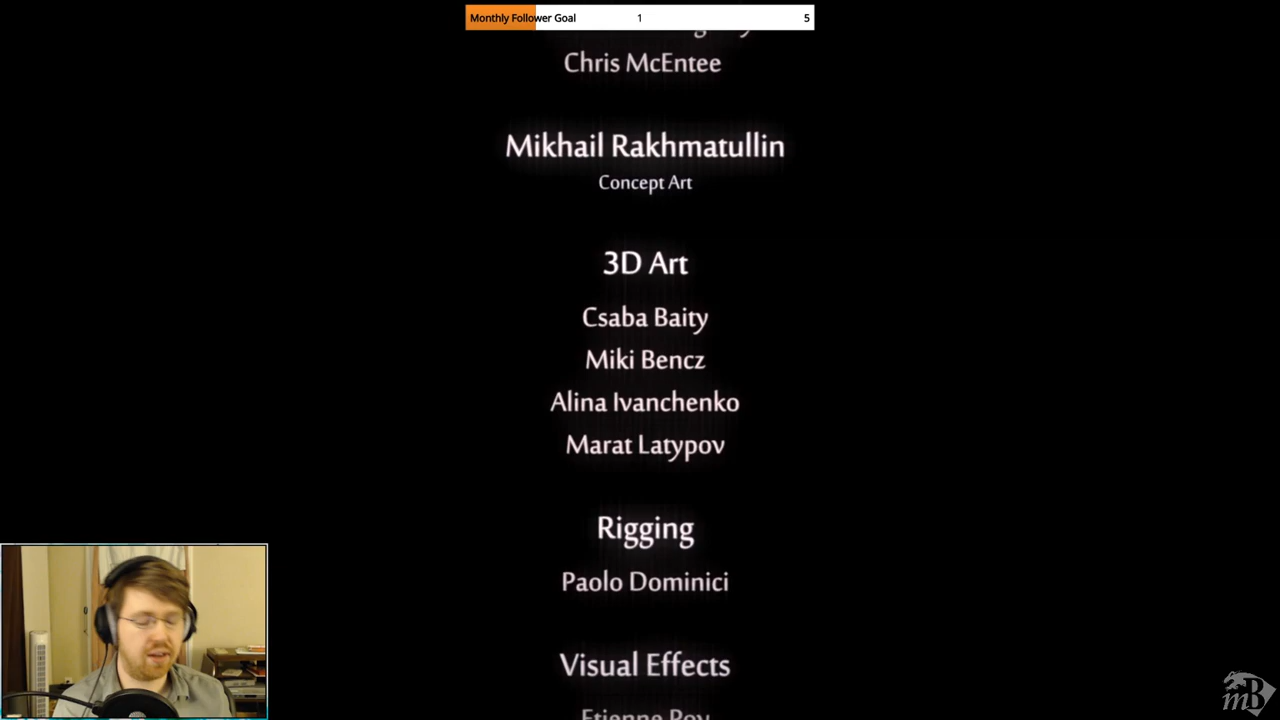 Monthly Follower Goal 1 5
Chris McEntee
Mikhail Rakhmatullin
Concept Art
3D Art
Csaba Baity
Miki Bencz
Alina Ivanchenko
Marat Latypov
Rigging
Paolo Dominici
Visual Effects
mB